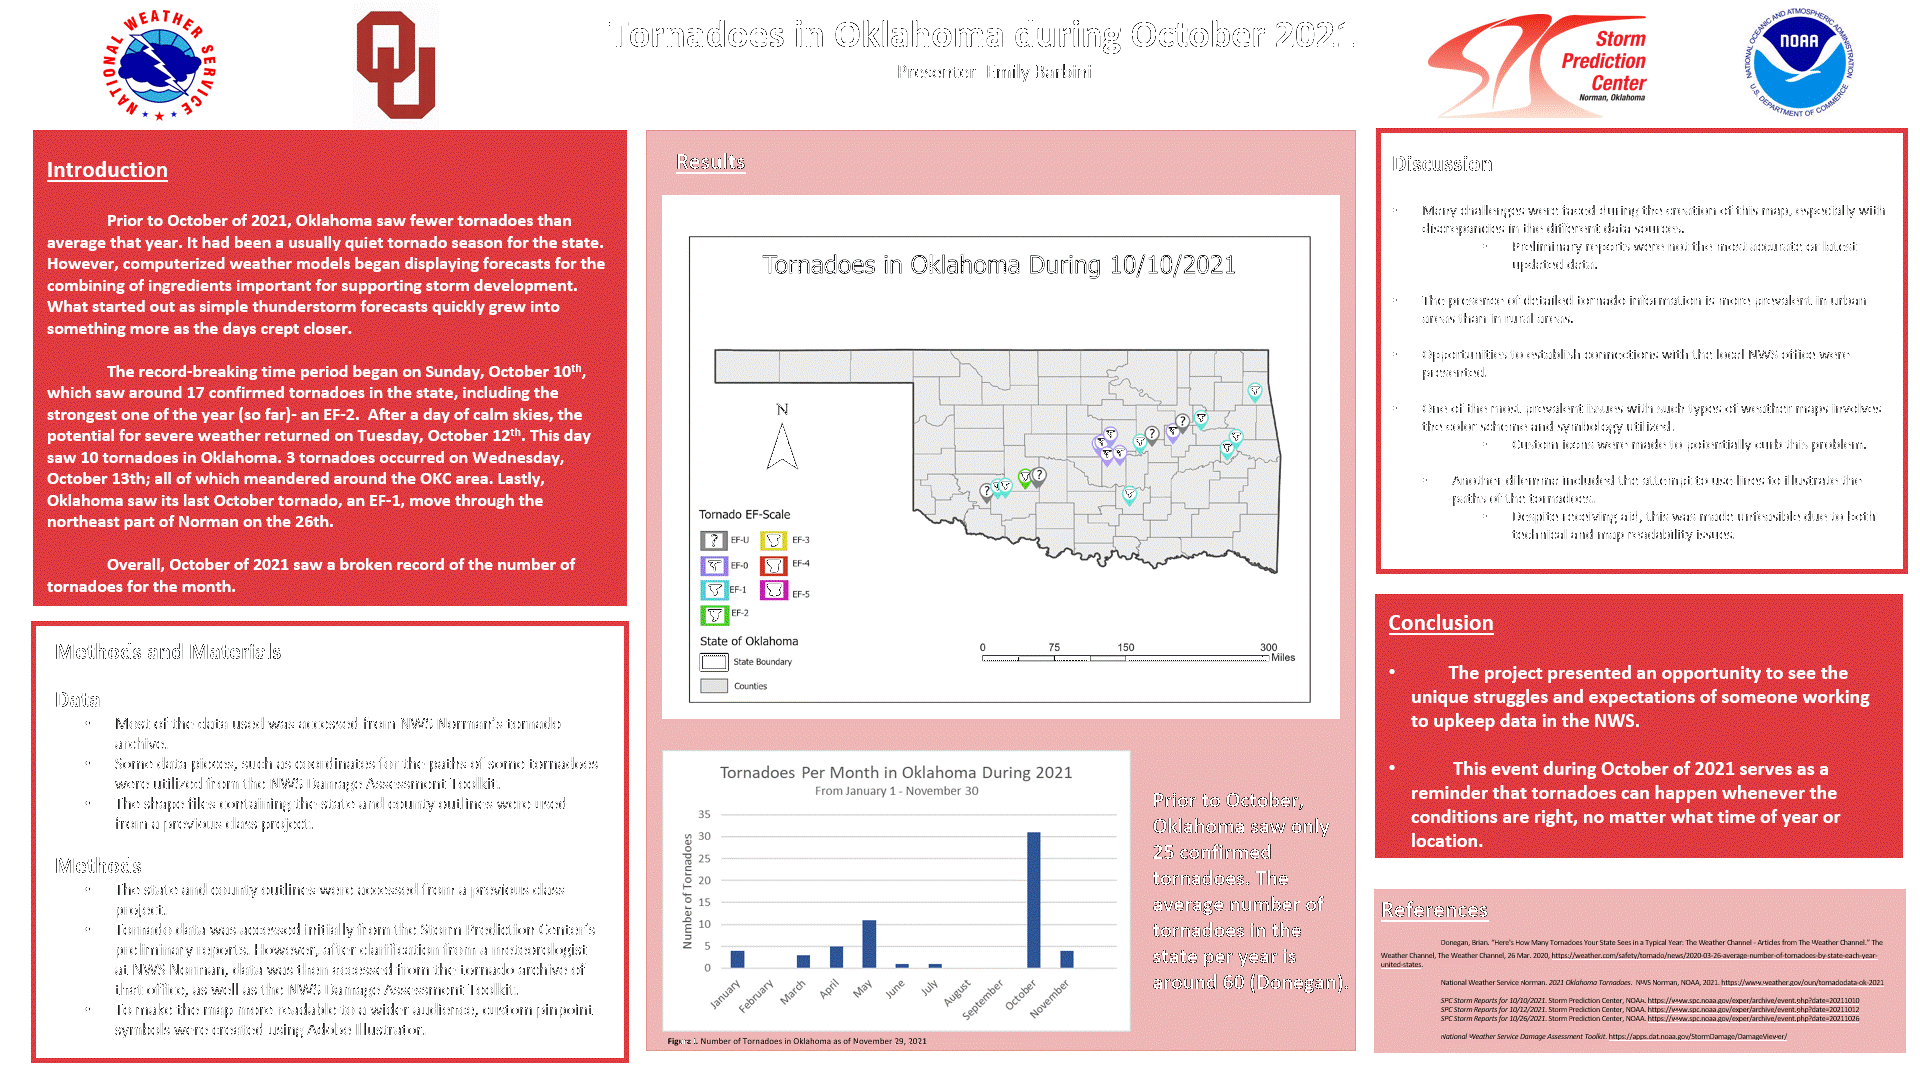 NATIONAL WEATHER SERVICE
OU
Tornadoes in Oklahoma during October 2021
Presenter Emily Barbini
Storm
Prediction
Center
Norman, Oklahoma
NATIONAL OCEANIC AND ATMOSPHERIC ADMINISTRATION
NOAA
U.S. DEPARTMENT OF COMMERCE
Introduction
Prior to October of 2021, Oklahoma saw fewer tornadoes than
average that year. It had been a usually quiet tornado season for the state.
However, computerized weather models began displaying forecasts for the
combining of ingredients important for supporting storm development.
What started out as simple thunderstorm forecasts quickly grew into
something more as the days crept closer.
The record-breaking time period began on Sunday, October 10th,
which saw around 17 confirmed tornadoes in the state, including the
strongest one of the year (so far)- an EF-2. After a day of calm skies, the
potential for severe weather returned on Tuesday, October 12th. This day
saw 10 tornadoes in Oklahoma. 3 tornadoes occurred on Wednesday,
October 13th; all of which meandered around the OKC area. Lastly,
Oklahoma saw its last October tornado, an EF-1, move through the
northeast part of Norman on the 26th.
Overall, October of 2021 saw a broken record of the number of
tornadoes for the month.
Methods and Materials
Data
• Most of the data used was accessed from NWS Norman's tornado
archive.
• Some data pieces, such as coordinates for the paths of some tornadoes
were utilized from the NWS Damage Assessment Toolkit.
• The shape files containing the state and county outlines were used
from a previous class project.
Methods
• The state and county outlines were accessed from a previous class
project.
• Tornado data was accessed initially from the Storm Prediction Center's
preliminary reports. However, after clarification from a meteorologist
at NWS Norman, data was then accessed from the tornado archive of
that office, as well as the NWS Damage Assessment Toolkit.
• To make the map more readable to a wider audience, custom pinpoint
symbols were created using Adobe Illustrator.
Results
Tornadoes in Oklahoma During 10/10/2021
N
Tornado EF-Scale
? EF-U
EF-0
EF-1
EF-2
EF-3
EF-4
EF-5
State of Oklahoma
State Boundary
Counties
0 75 150 300
Miles
Tornadoes Per Month in Oklahoma During 2021
From January 1 - November 30
Number of Tornadoes
35
30
25
20
15
10
5
0
January February March April May June July August September October November
Figure 1. Number of Tornadoes in Oklahoma as of November 29, 2021
Prior to October,
Oklahoma saw only
25 confirmed
tornadoes. The
average number of
tornadoes in the
state per year is
around 60 (Donegan).
Discussion
• Many challenges were faced during the creation of this map, especially with
discrepancies in the different data sources.
• Preliminary reports were not the most accurate or latest
updated data.
• The presence of detailed tornado information is more prevalent in urban
areas than in rural areas.
• Opportunities to establish connections with the local NWS office were
presented.
• One of the most prevalent issues with such types of weather maps involves
the color scheme and symbology utilized.
• Custom icons were made to potentially curb this problem.
• Another dilemma included the attempt to use lines to illustrate the
paths of the tornadoes.
• Despite receiving aid, this was made unfeasible due to both
technical and map readability issues.
Conclusion
• The project presented an opportunity to see the
unique struggles and expectations of someone working
to upkeep data in the NWS.
• This event during October of 2021 serves as a
reminder that tornadoes can happen whenever the
conditions are right, no matter what time of year or
location.
References
Donegan, Brian. "Here's How Many Tornadoes Your State Sees in a Typical Year: The Weather Channel - Articles from The Weather Channel." The
Weather Channel, The Weather Channel, 26 Mar. 2020, https://weather.com/safety/tornado/news/2020-03-26-average-number-of-tornadoes-by-state-each-year-
united-states.
National Weather Service Norman. 2021 Oklahoma Tornadoes. NWS Norman, NOAA, 2021. https://www.weather.gov/oun/tornadodata-ok-2021
SPC Storm Reports for 10/10/2021. Storm Prediction Center, NOAA. https://www.spc.noaa.gov/exper/archive/event.php?date=20211010
SPC Storm Reports for 10/12/2021. Storm Prediction Center, NOAA. https://www.spc.noaa.gov/exper/archive/event.php?date=20211012
SPC Storm Reports for 10/26/2021. Storm Prediction Center, NOAA. https://www.spc.noaa.gov/exper/archive/event.php?date=20211026
National Weather Service Damage Assessment Toolkit. https://apps.dat.noaa.gov/StormDamage/DamageViewer/